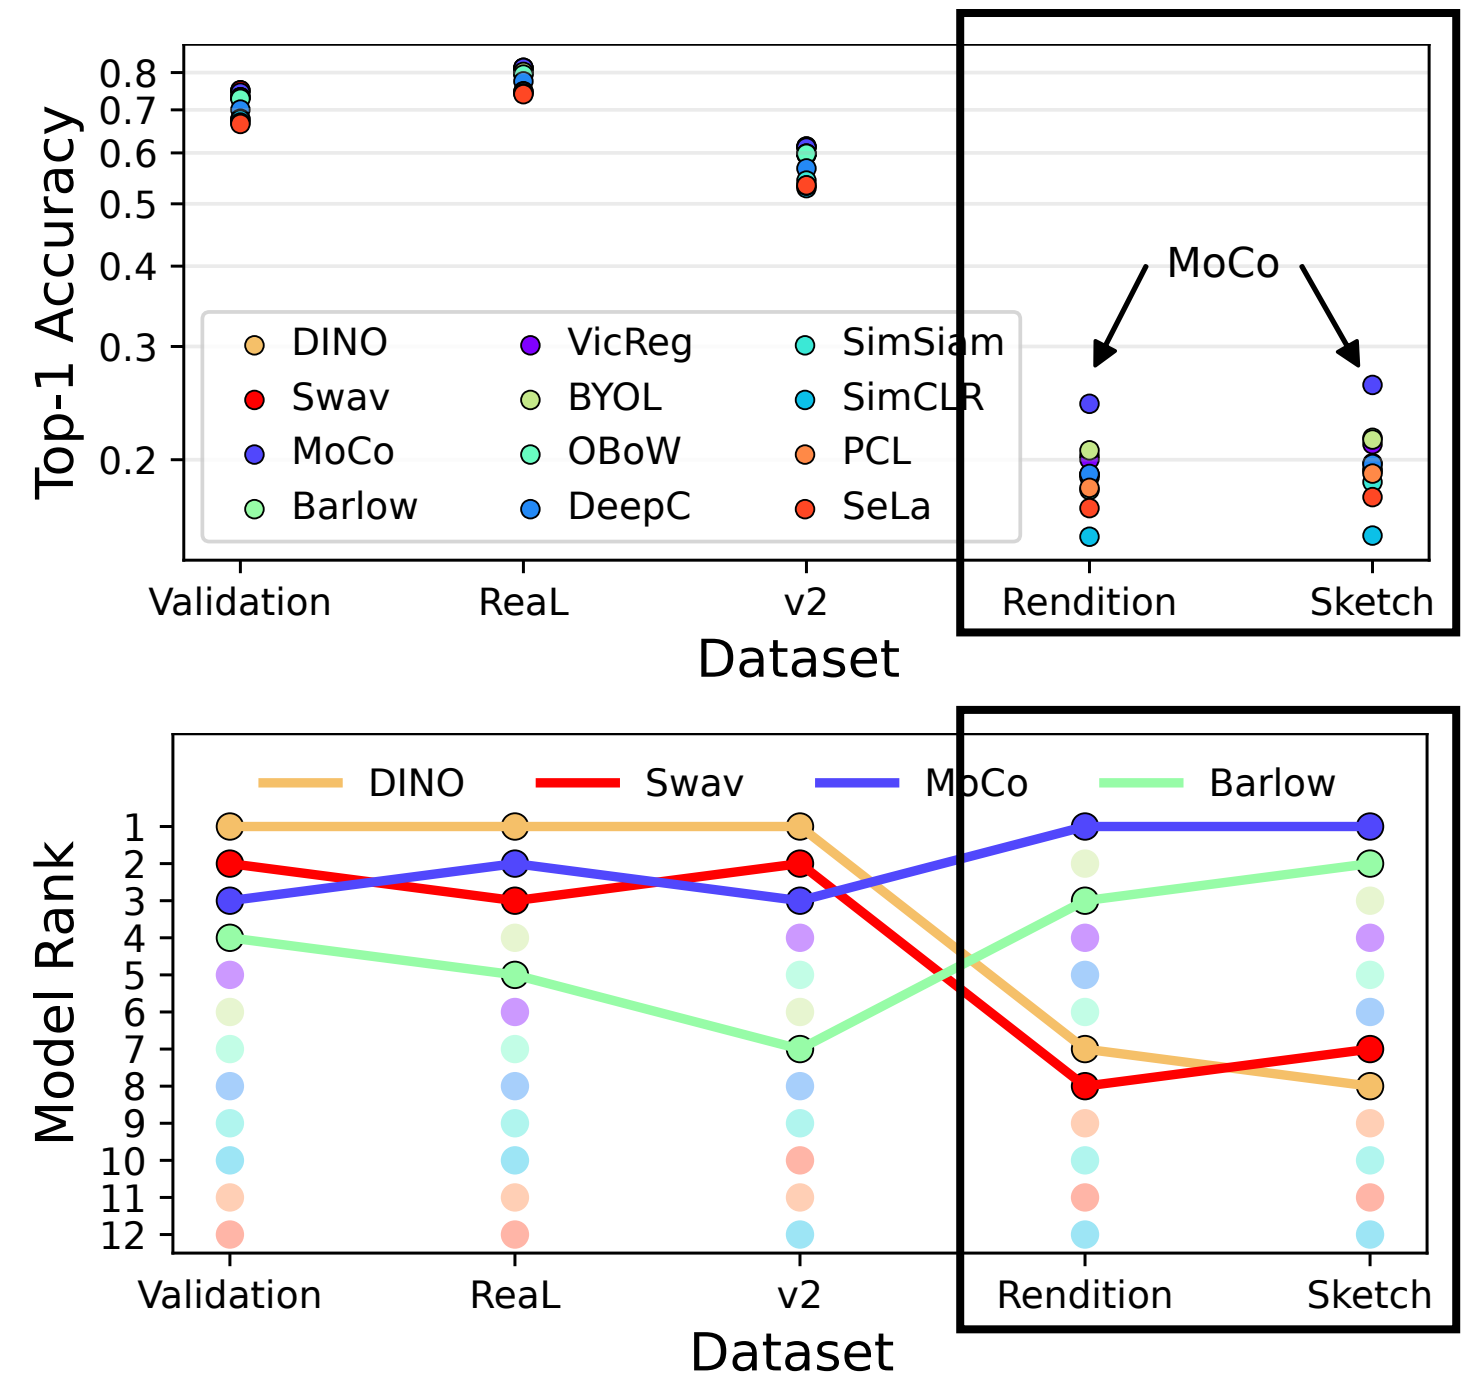 Top-1 Accuracy
0.8
0.7
0.6
0.5
0.4
0.3
0.2
MoCo
DINO VicReg SimSiam
Swav BYOL SimCLR
MoCo OBoW PCL
Barlow DeepC SeLa
Validation ReaL v2 Rendition Sketch
Dataset
DINO Swav MoCo Barlow
Model Rank
1
2
3
4
5
6
7
8
9
10
11
12
Validation ReaL v2 Rendition Sketch
Dataset